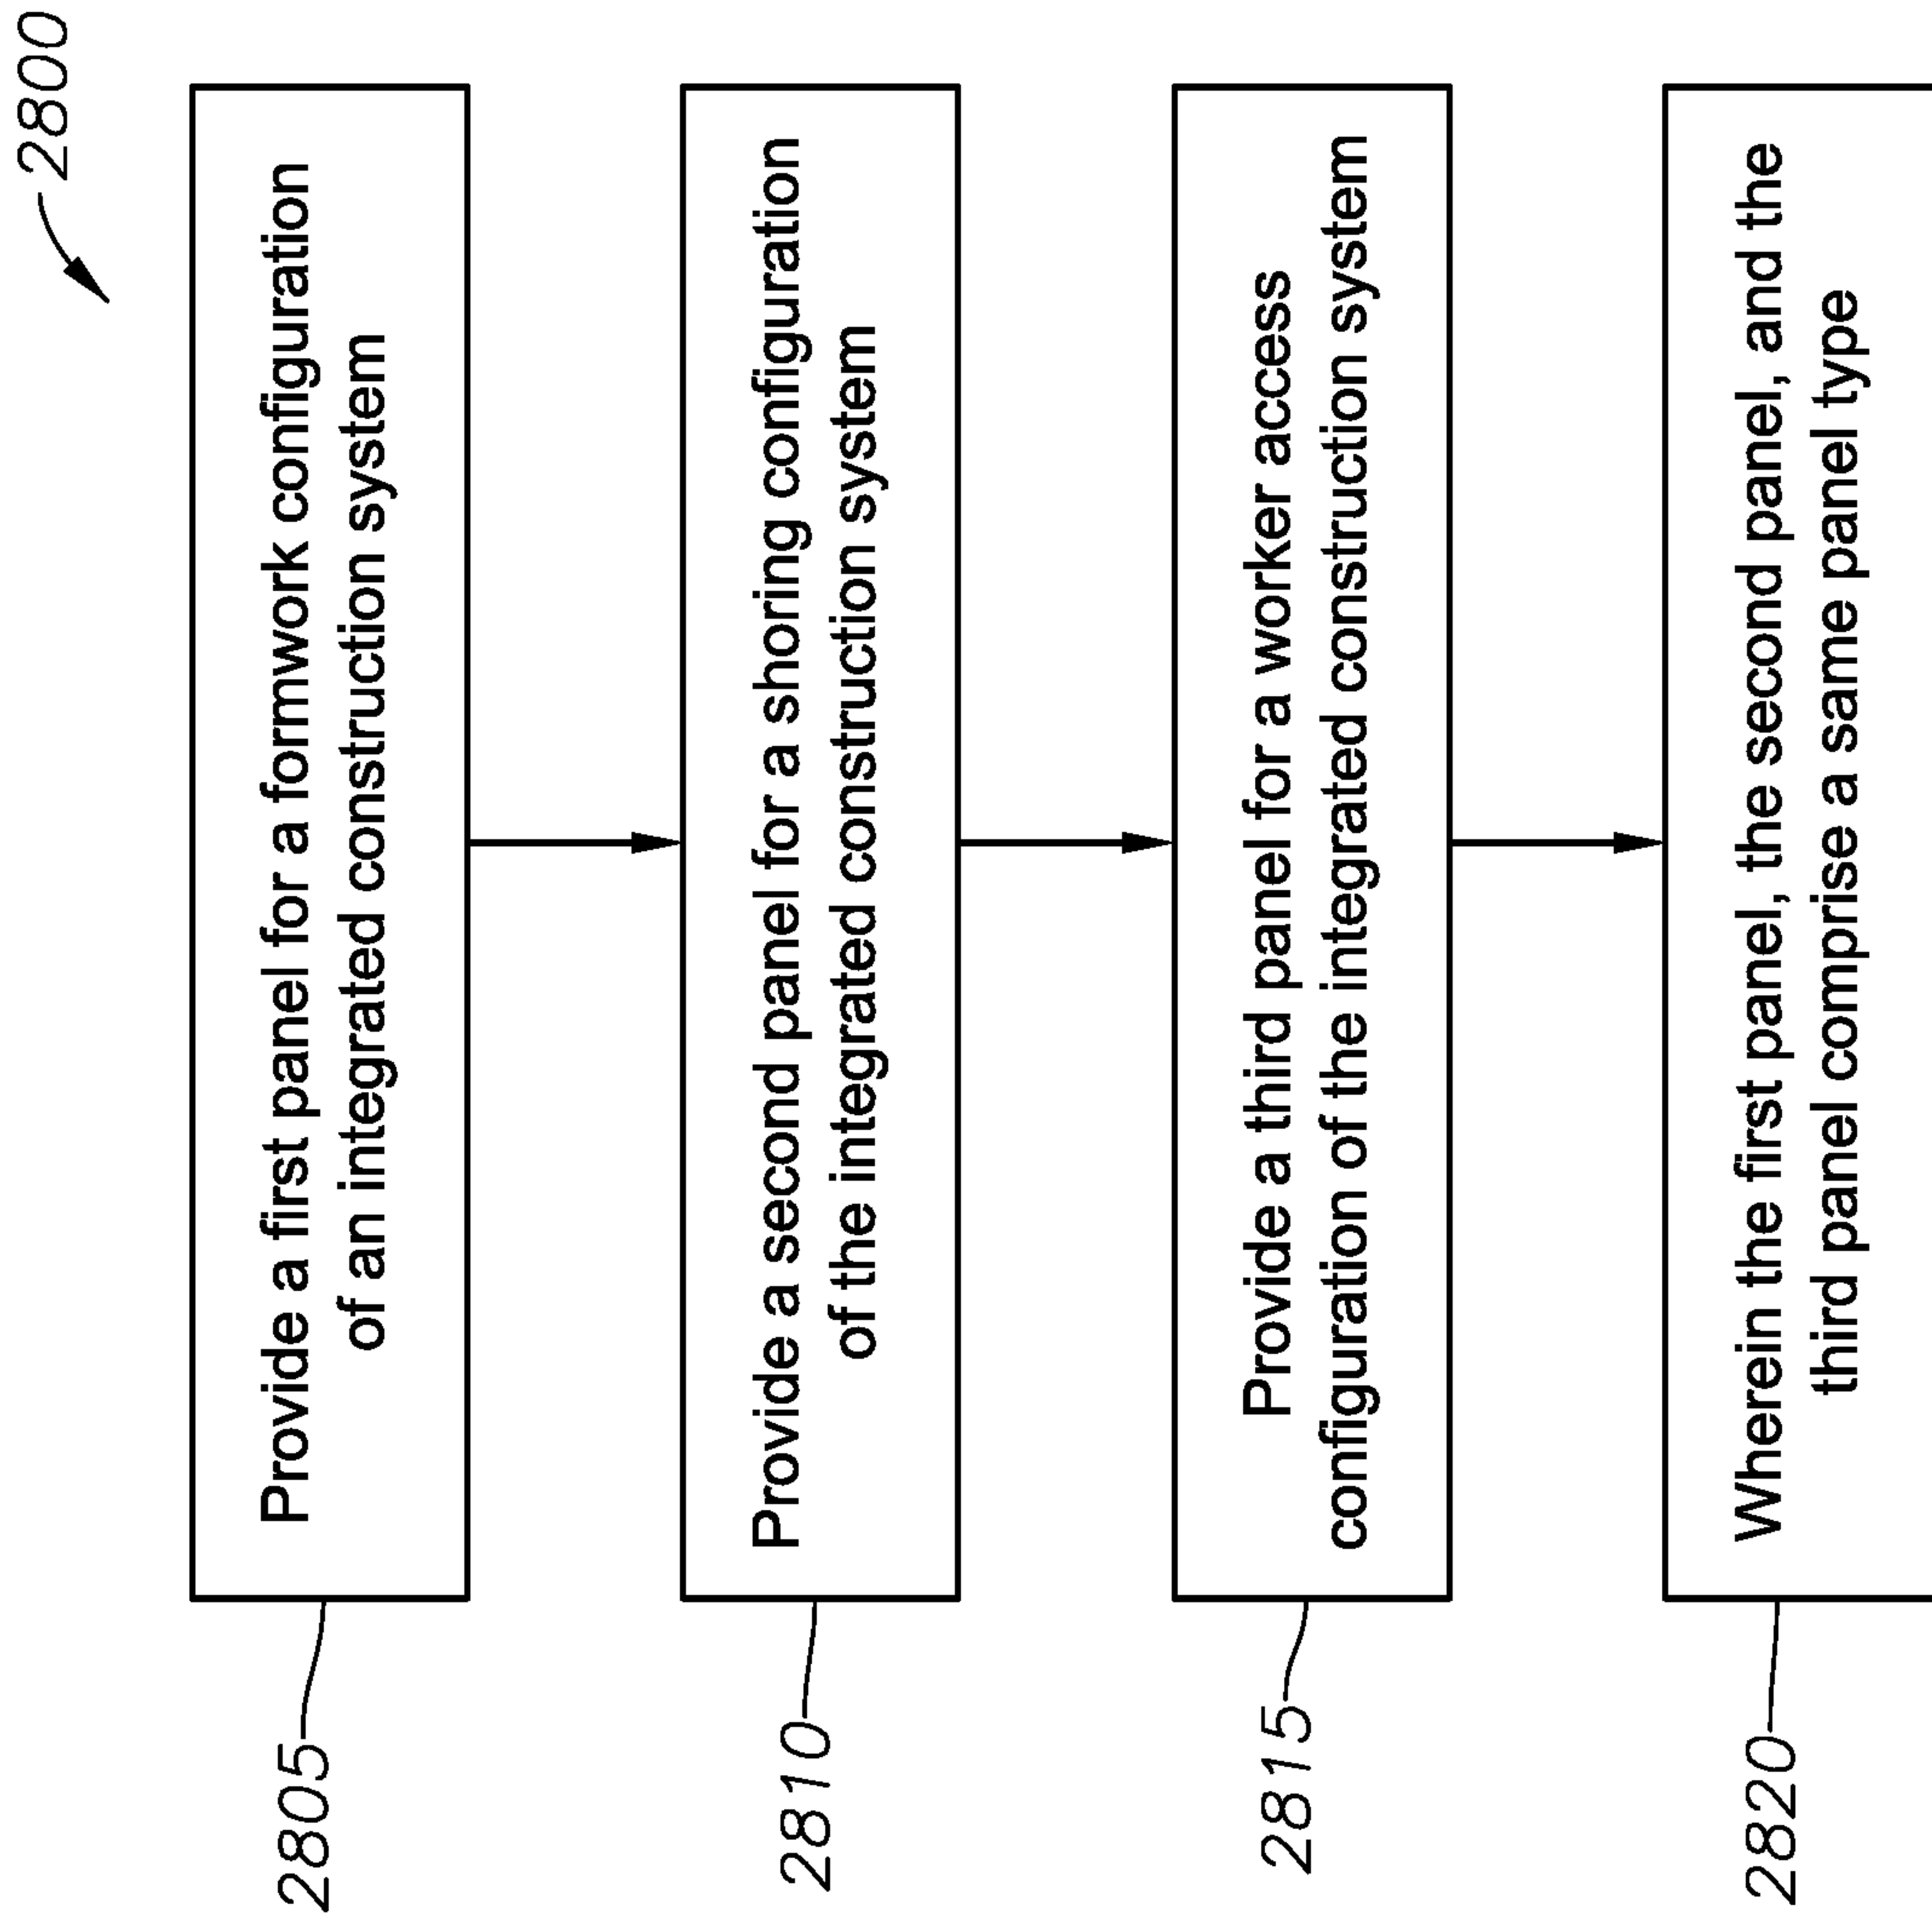 2800
2805
Provide a first panel for a formwork configuration
of an integrated construction system
2810
Provide a second panel for a shoring configuration
of the integrated construction system
2815
Provide a third panel for a worker access
configuration of the integrated construction system
2820
Wherein the first panel, the second panel, and the
third panel comprise a same panel type